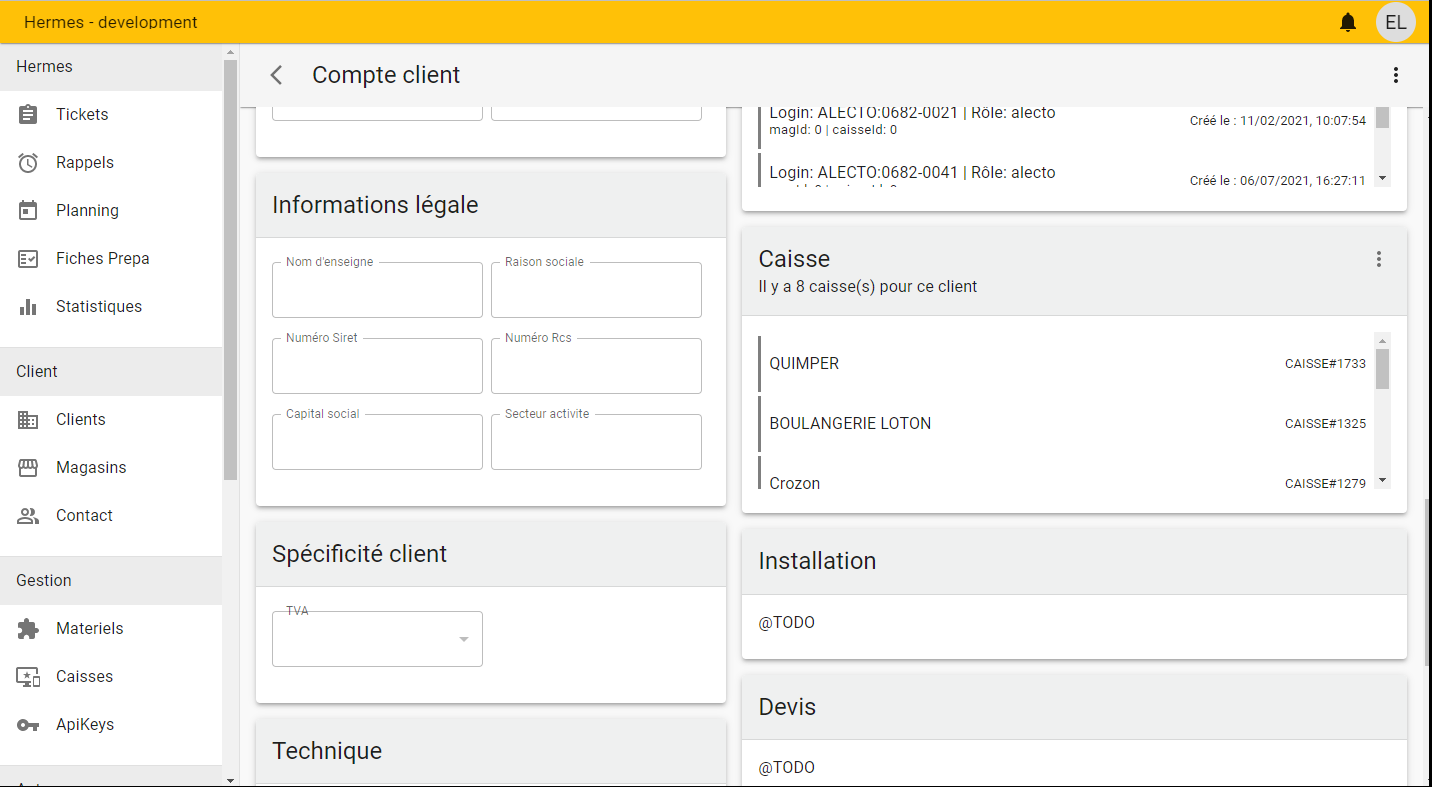 Hermes - development
EL
Hermes
Tickets
Rappels
Planning
Fiches Prepa
Statistiques
Client
Clients
Magasins
Contact
Gestion
Materiels
Caisses
ApiKeys
Compte client
Informations légale
Nom d'enseigne
Raison sociale
Numéro Siret
Numéro Rcs
Capital social
Secteur activite
Spécificité client
TVA
Technique
Login: ALECTO:0682-0021 | Rôle: alecto
magId: 0 | caisseId: 0
Créé le : 11/02/2021, 10:07:54
Login: ALECTO:0682-0041 | Rôle: alecto
Créé le : 06/07/2021, 16:27:11
Caisse
Il y a 8 caisse(s) pour ce client
QUIMPER
CAISSE#1733
BOULANGERIE LOTON
CAISSE#1325
Crozon
CAISSE#1279
Installation
@TODO
Devis
@TODO